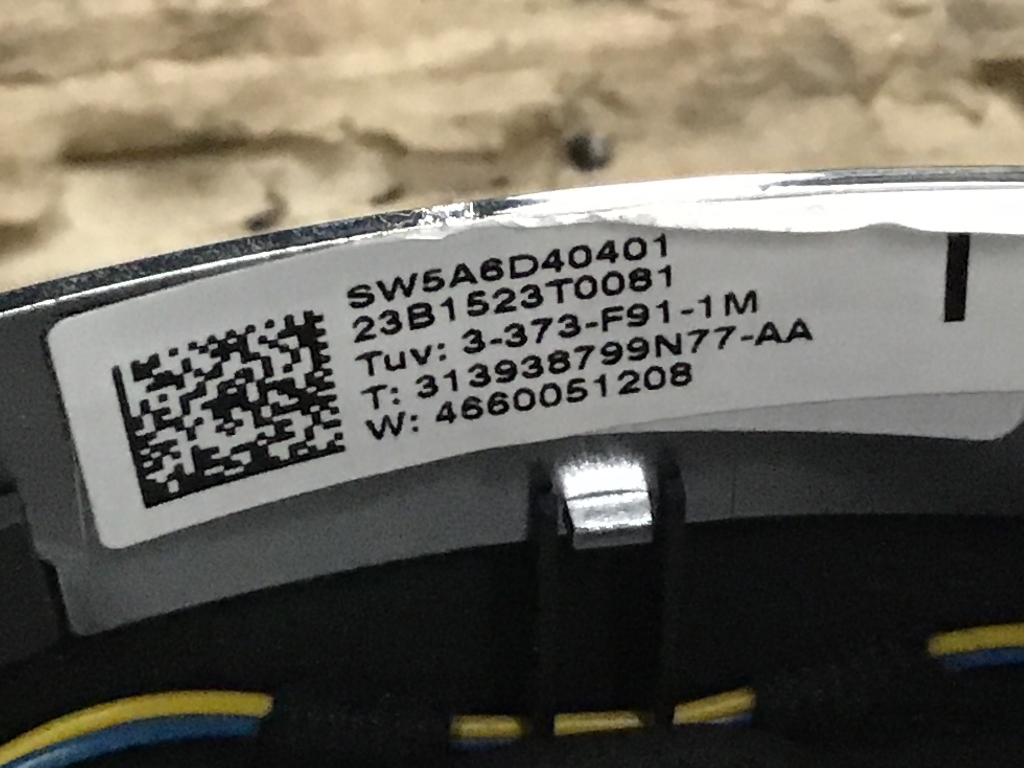 SW5A6D40401
23B1523T0081
Tuv: 3-373-F91-1M
T: 313938799N77-AA
W: 4660051208